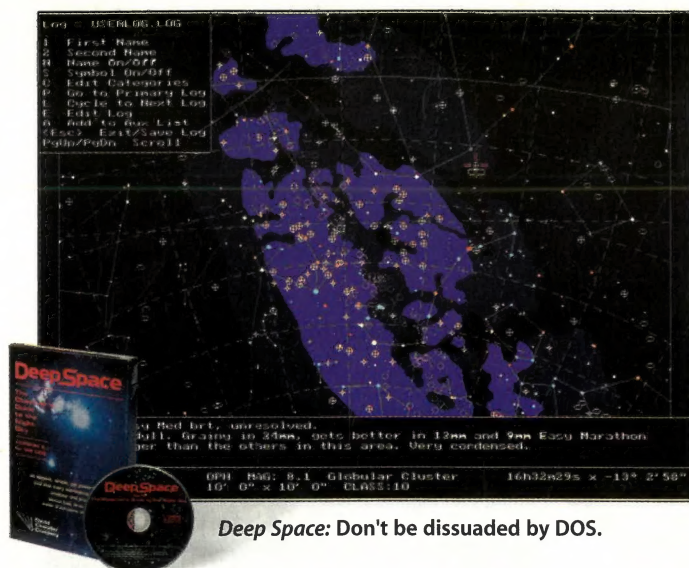 Log = USERLOG.LOG
1 First Name
2 Second Name
N Name On/Off
S Symbol On/Off
C Edit Categories
P Go to Primary Log
L Cycle to Next Log
E Edit Log
A Add to Aux List
<Esc> Exit/Save Log
PgUp/PgDn Scroll
Med brt, unresolved.
Grainy in 34mm, gets better in 12mm and 9mm Easy Marathon
than the others in this area. Very condensed.
OPH MAG: 8.1 Globular Cluster 16h32m29s x -13° 2'58"
10' 0" x 10' 0" CLASS:10
Deep Space
Deep Space
Deep Space: Don't be dissuaded by DOS.